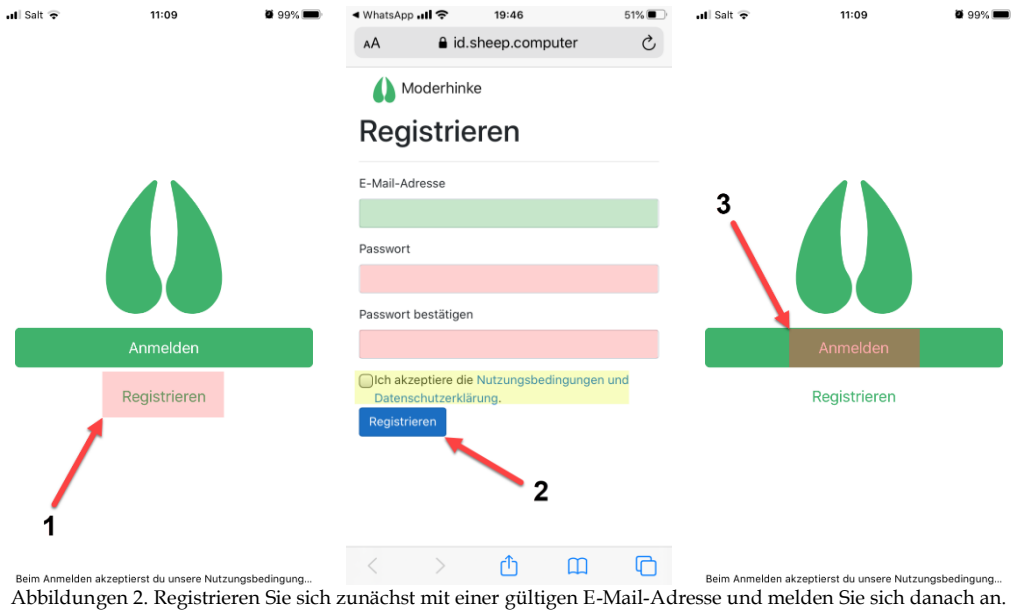 Salt
11:09
99%
Anmelden
Registrieren
1
Beim Anmelden akzeptierst du unsere Nutzungsbedingung...
WhatsApp
19:46
51%
AA
id.sheep.computer
Moderhinke
Registrieren
E-Mail-Adresse
Passwort
Passwort bestätigen
Ich akzeptiere die Nutzungsbedingungen und
Datenschutzerklärung.
Registrieren
2
Salt
11:09
99%
3
Anmelden
Registrieren
Beim Anmelden akzeptierst du unsere Nutzungsbedingung...
Abbildungen 2. Registrieren Sie sich zunächst mit einer gültigen E-Mail-Adresse und melden Sie sich danach an.